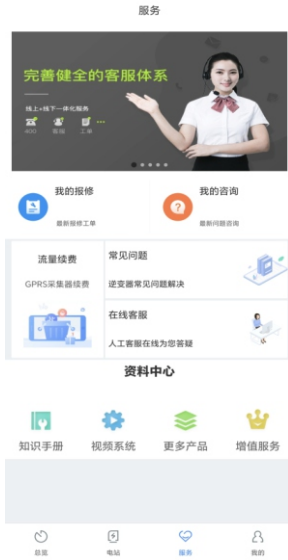 服务
完善健全的客服体系
线上+线下一体化服务
400 客服 工单
我的报修
最新报修工单
我的咨询
最新问题咨询
流量续费
GPRS采集器续费
常见问题
逆变器常见问题解决
在线客服
人工客服在线为您答疑
资料中心
知识手册 视频系统 更多产品 增值服务
总览 电站 服务 我的